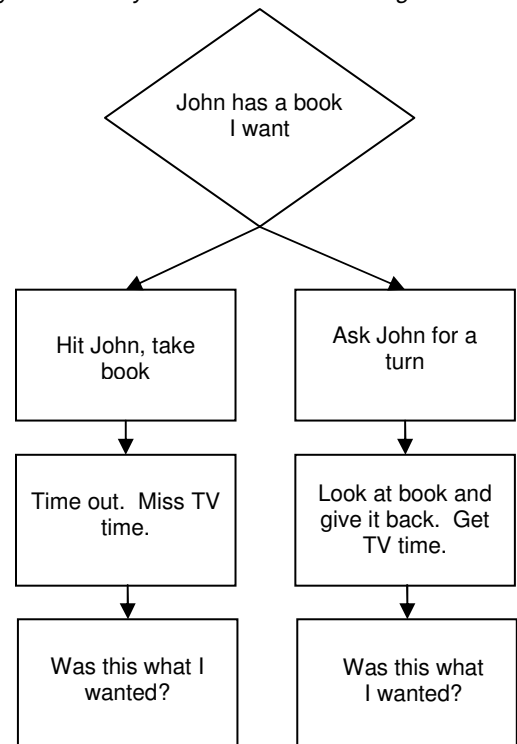 John has a book
I want
Hit John, take
book
Ask John for a
turn
Time out. Miss TV
time.
Look at book and
give it back. Get
TV time.
Was this what I
wanted?
Was this what
I wanted?